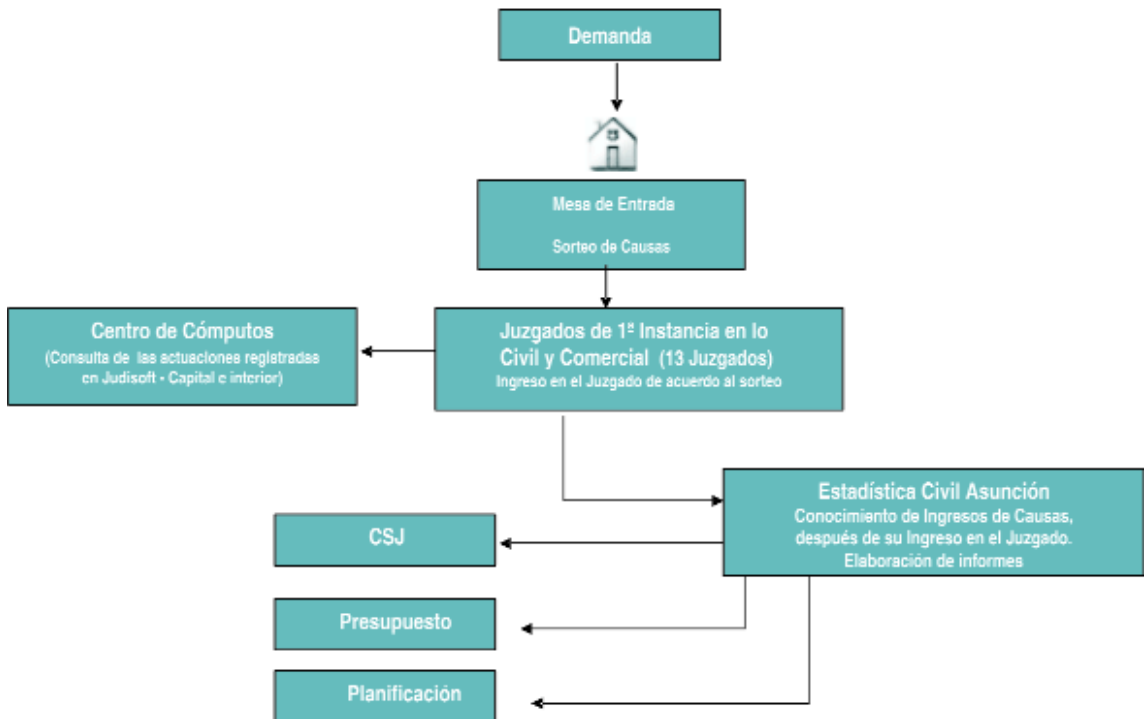 Demanda
Mesa de Entrada
Sorteo de Causas
Centro de Cómputos
(Consulta de las actuaciones registradas
en Judisoft - Capital e interior)
Juzgados de 1ª Instancia en lo
Civil y Comercial (13 Juzgados)
Ingreso en el Juzgado de acuerdo al sorteo
Estadística Civil Asunción
Conocimiento de Ingresos de Causas,
después de su Ingreso en el Juzgado.
Elaboración de informes
CSJ
Presupuesto
Planificación